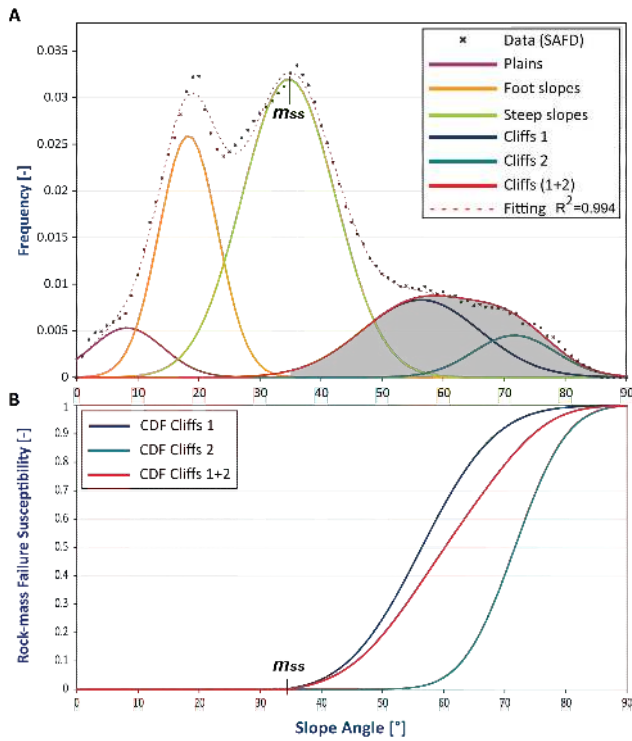 A
0.035
0.03
0.025
0.02
0.015
0.01
0.005
0
Frequency [-]
mss
Data (SAFD)
Plains
Foot slopes
Steep slopes
Cliffs 1
Cliffs 2
Cliffs (1+2)
Fitting R²=0.994
0 10 20 30 40 50 60 70 80 90
B
1
0.9
0.8
0.7
0.6
0.5
0.4
0.3
0.2
0.1
0
Rock-mass Failure Susceptibility [-]
CDF Cliffs 1
CDF Cliffs 2
CDF Cliffs 1+2
mss
0 10 20 30 40 50 60 70 80 90
Slope Angle [°]